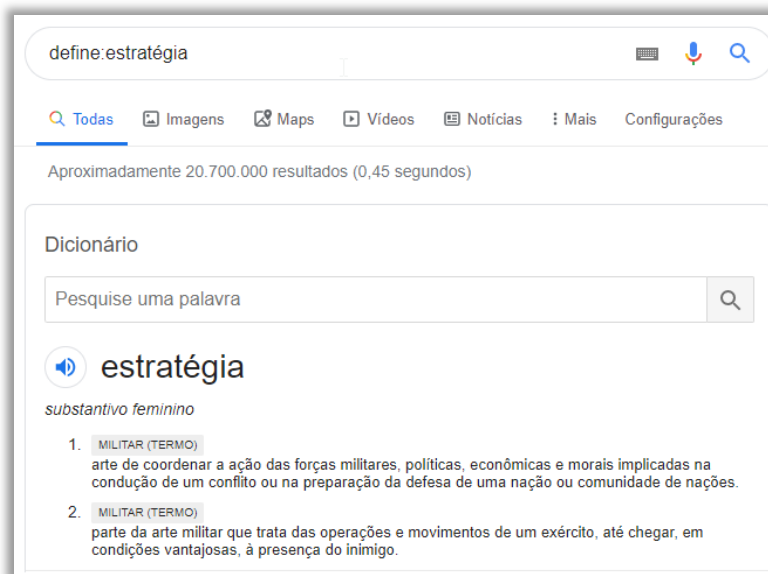 define:estratégia
Todas Imagens Maps Vídeos Notícias Mais Configurações
Aproximadamente 20.700.000 resultados (0,45 segundos)
Dicionário
Pesquise uma palavra
estratégia
substantivo feminino
1. MILITAR (TERMO)
arte de coordenar a ação das forças militares, políticas, econômicas e morais implicadas na
condução de um conflito ou na preparação da defesa de uma nação ou comunidade de nações.
2. MILITAR (TERMO)
parte da arte militar que trata das operações e movimentos de um exército, até chegar, em
condições vantajosas, à presença do inimigo.